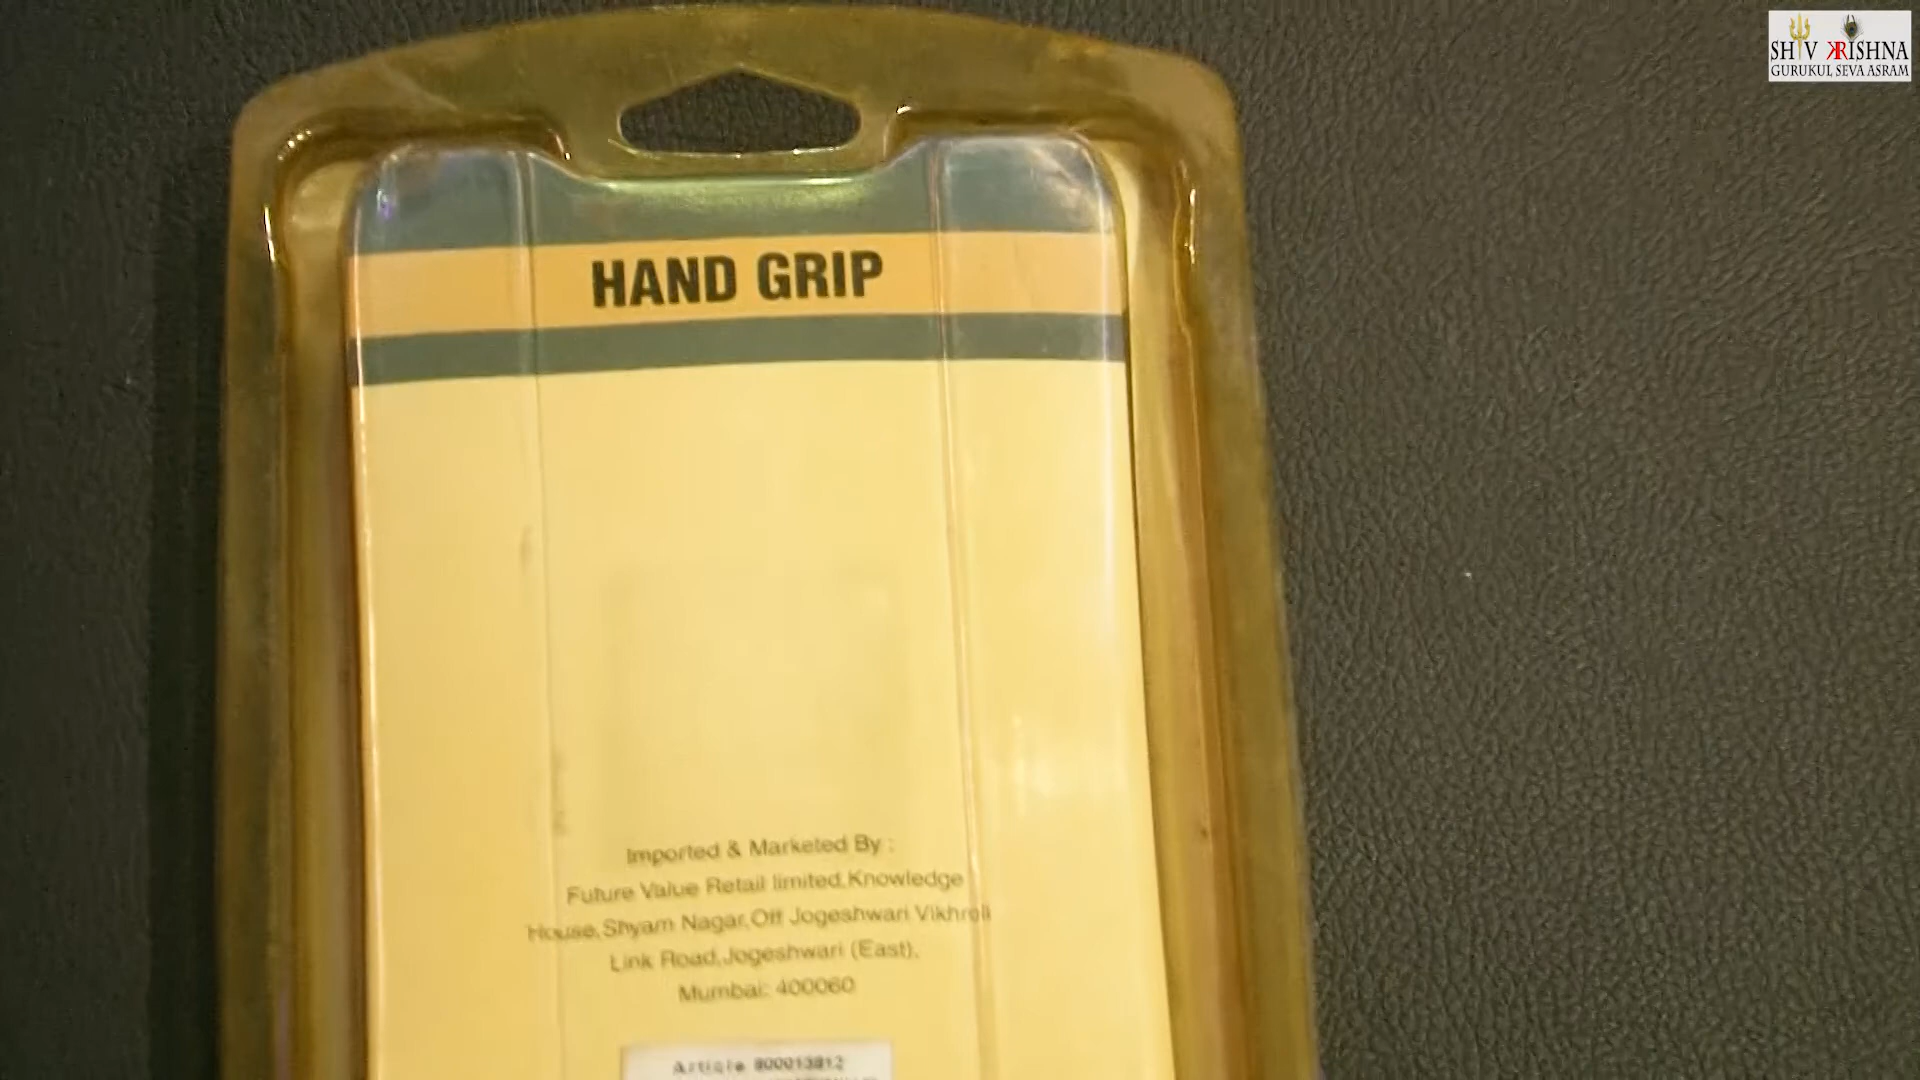 SHIV KRISHNA
GURUKUL SEVA ASRAM
HAND GRIP
Imported & Marketed By :
Future Value Retail limited,Knowledge
House,Shyam Nagar,Off Jogeshwari Vikhroli
Link Road,Jogeshwari (East),
Mumbai: 400060
Article 800013812